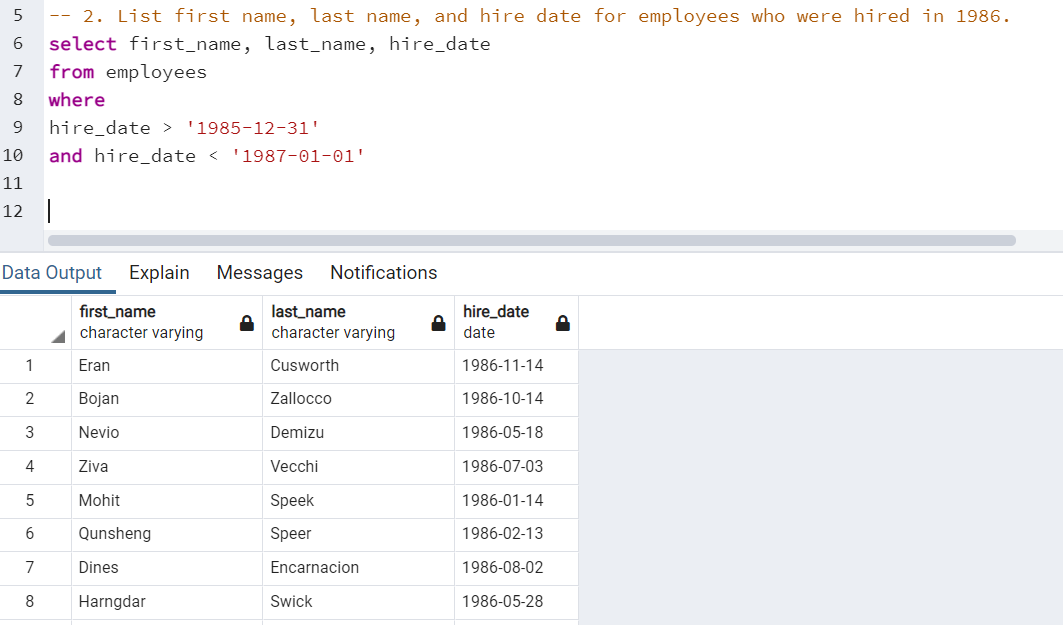 5 -- 2. List first name, last name, and hire date for employees who were hired in 1986.
6 select first_name, last_name, hire_date
7 from employees
8 where
9 hire_date > '1985-12-31'
10 and hire_date < '1987-01-01'
11
12
Data Output Explain Messages Notifications
first_name last_name hire_date
character varying character varying date
1 Eran Cusworth 1986-11-14
2 Bojan Zallocco 1986-10-14
3 Nevio Demizu 1986-05-18
4 Ziva Vecchi 1986-07-03
5 Mohit Speek 1986-01-14
6 Qunsheng Speer 1986-02-13
7 Dines Encarnacion 1986-08-02
8 Harngdar Swick 1986-05-28